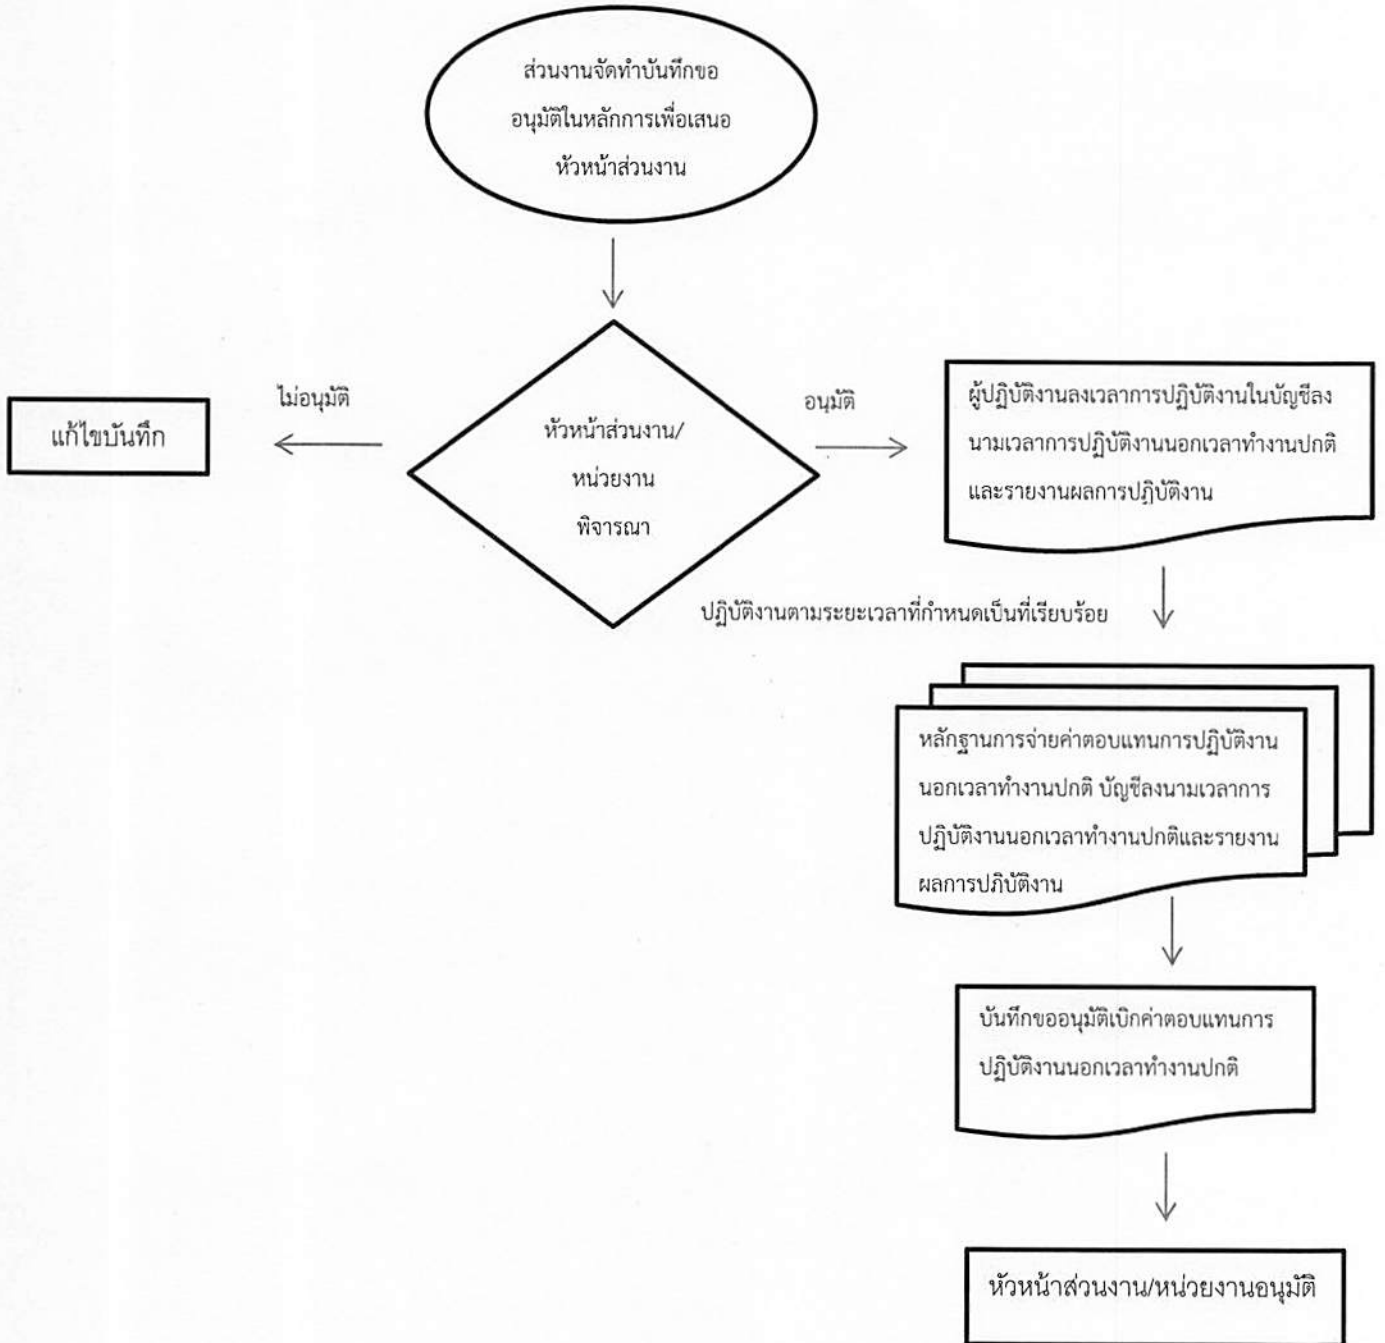 ส่วนงานจัดทำบันทึกขอ
อนุมัติในหลักการเพื่อเสนอ
หัวหน้าส่วนงาน
ไม่อนุมัติ
แก้ไขบันทึก
หัวหน้าส่วนงาน/
หน่วยงาน
พิจารณา
อนุมัติ
ผู้ปฏิบัติงานลงเวลาการปฏิบัติงานในบัญชีลง
นามเวลาการปฏิบัติงานนอกเวลาทำงานปกติ
และรายงานผลการปฏิบัติงาน
ปฏิบัติงานตามระยะเวลาที่กำหนดเป็นที่เรียบร้อย
หลักฐานการจ่ายค่าตอบแทนการปฏิบัติงาน
นอกเวลาทำงานปกติ บัญชีลงนามเวลาการ
ปฏิบัติงานนอกเวลาทำงานปกติและรายงาน
ผลการปฏิบัติงาน
บันทึกขออนุมัติเบิกค่าตอบแทนการ
ปฏิบัติงานนอกเวลาทำงานปกติ
หัวหน้าส่วนงาน/หน่วยงานอนุมัติ